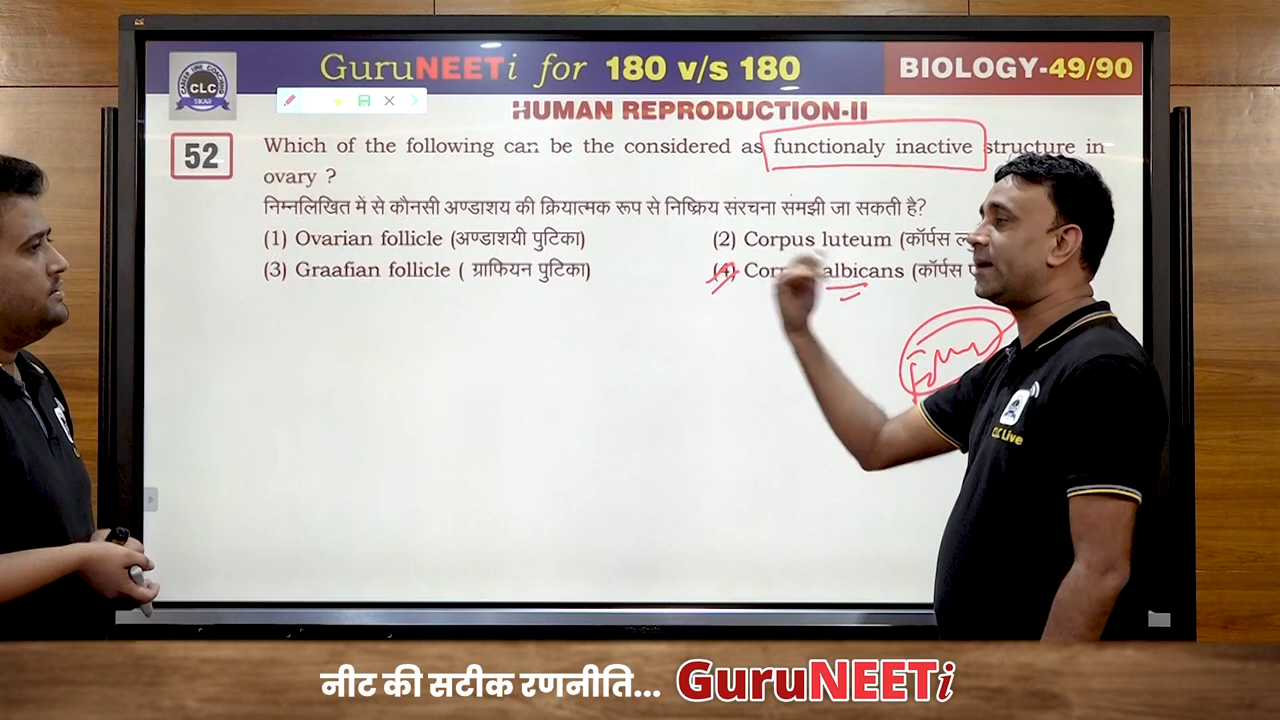 GuruNEETi for 180 v/s 180
BIOLOGY-49/90
CLC
SIKAR
HUMAN REPRODUCTION-II
52
Which of the following can be the considered as functionaly inactive structure in
ovary ?
निम्नलिखित में से कौनसी अण्डाशय की क्रियात्मक रूप से निष्क्रिय संरचना संमझी जा सकती है?
(1) Ovarian follicle (अण्डाशयी पुटिका)
(2) Corpus luteum (कॉर्पस
(3) Graafian follicle ( ग्राफियन पुटिका)
(4) albicans (कॉर्पस
CLC Live
नीट की सटीक रणनीति... GuruNEETi